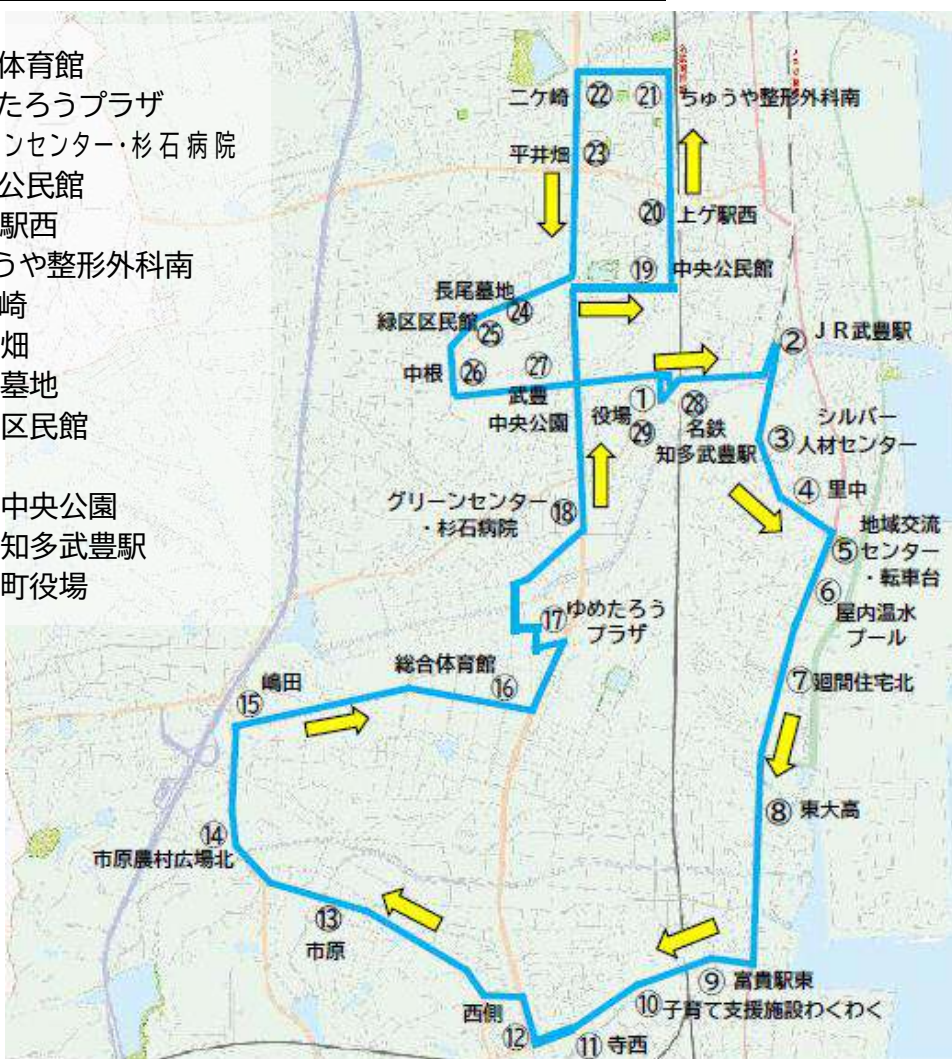 体育館
たろうプラザ
ンセンター・杉石病院
公民館
駅西
うや整形外科南
崎
畑
墓地
区民館
中央公園
知多武豊駅
町役場
二ケ崎 ㉒ ㉑ ちゅうや整形外科南
平井畑 ㉓
⑳ 上ゲ駅西
⑲ 中央公民館
長尾墓地
㉔
緑区区民館
㉕
② JR武豊駅
中根 ㉖
㉗
武豊
中央公園
役場 ①
㉙
㉘
名鉄
知多武豊駅
③ シルバー
人材センター
④ 里中
グリーンセンター
・杉石病院
⑱
⑤ 地域交流
センター
・転車台
⑥
屋内温水
プール
⑰ ゆめたろう
プラザ
総合体育館
⑯
⑦ 廻間住宅北
嶋田
⑮
⑧ 東大高
⑭
市原農村広場北
⑬
市原
⑨ 富貴駅東
⑩ 子育て支援施設わくわく
西側
⑫
⑪ 寺西